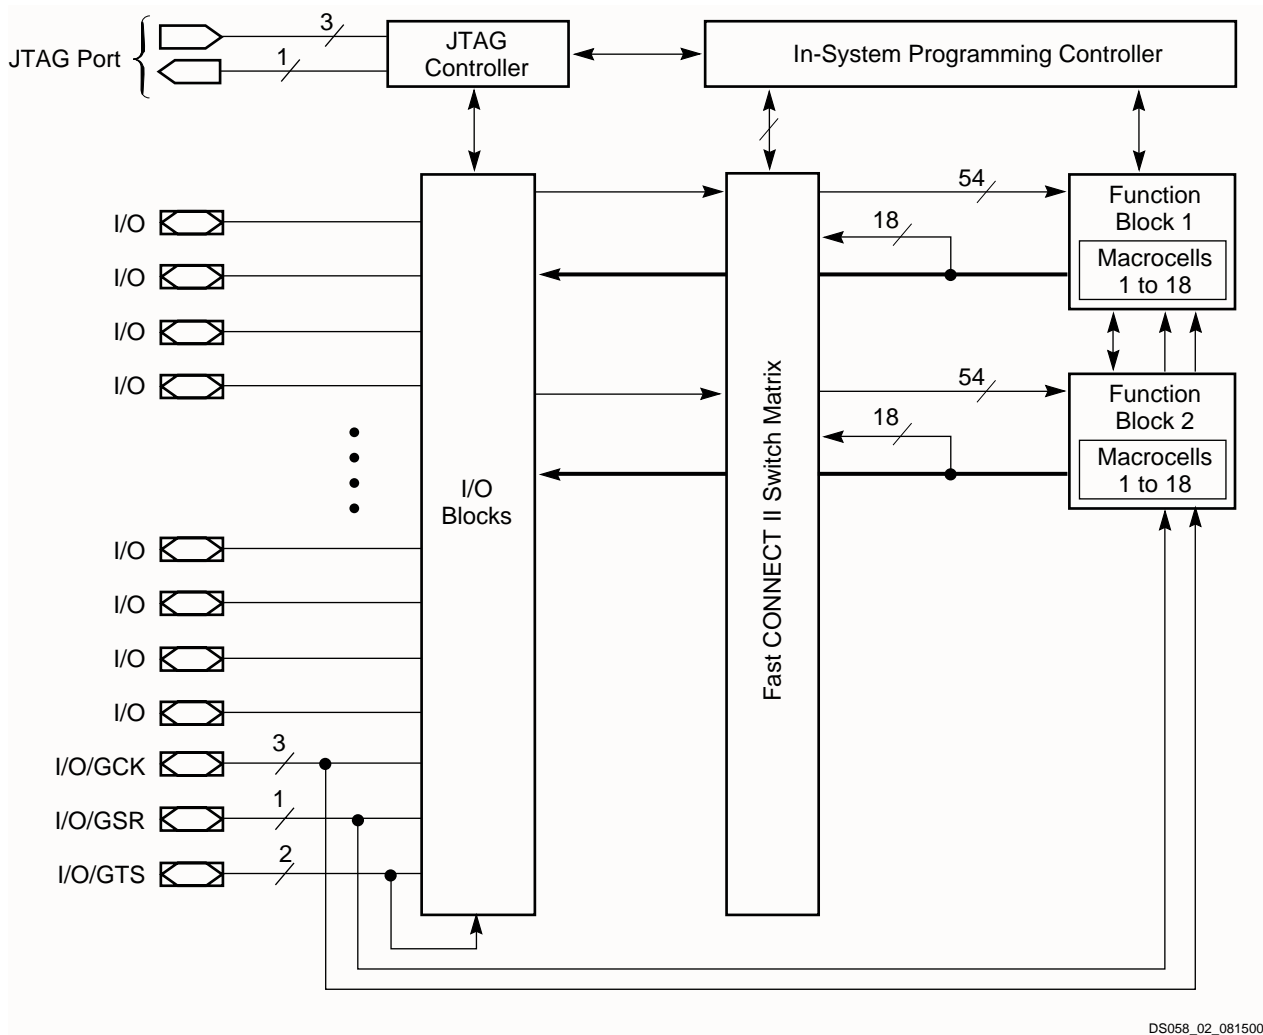 JTAG Port
3
1
JTAG
Controller
In-System Programming Controller
I/O
I/O
I/O
I/O
I/O
I/O
I/O
I/O
I/O/GCK
3
I/O/GSR
1
I/O/GTS
2
I/O
Blocks
Fast CONNECT II Switch Matrix
54
18
Function
Block 1
Macrocells
1 to 18
54
18
Function
Block 2
Macrocells
1 to 18
DS058_02_081500